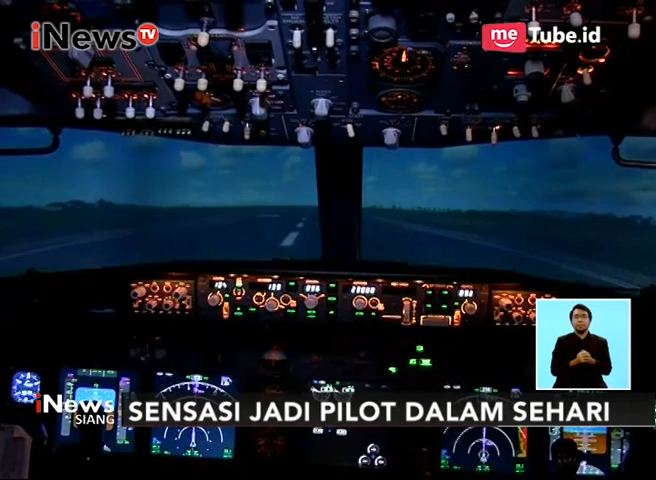 iNews TV
me Tube.id
iNews
SIANG
SENSASI JADI PILOT DALAM SEHARI